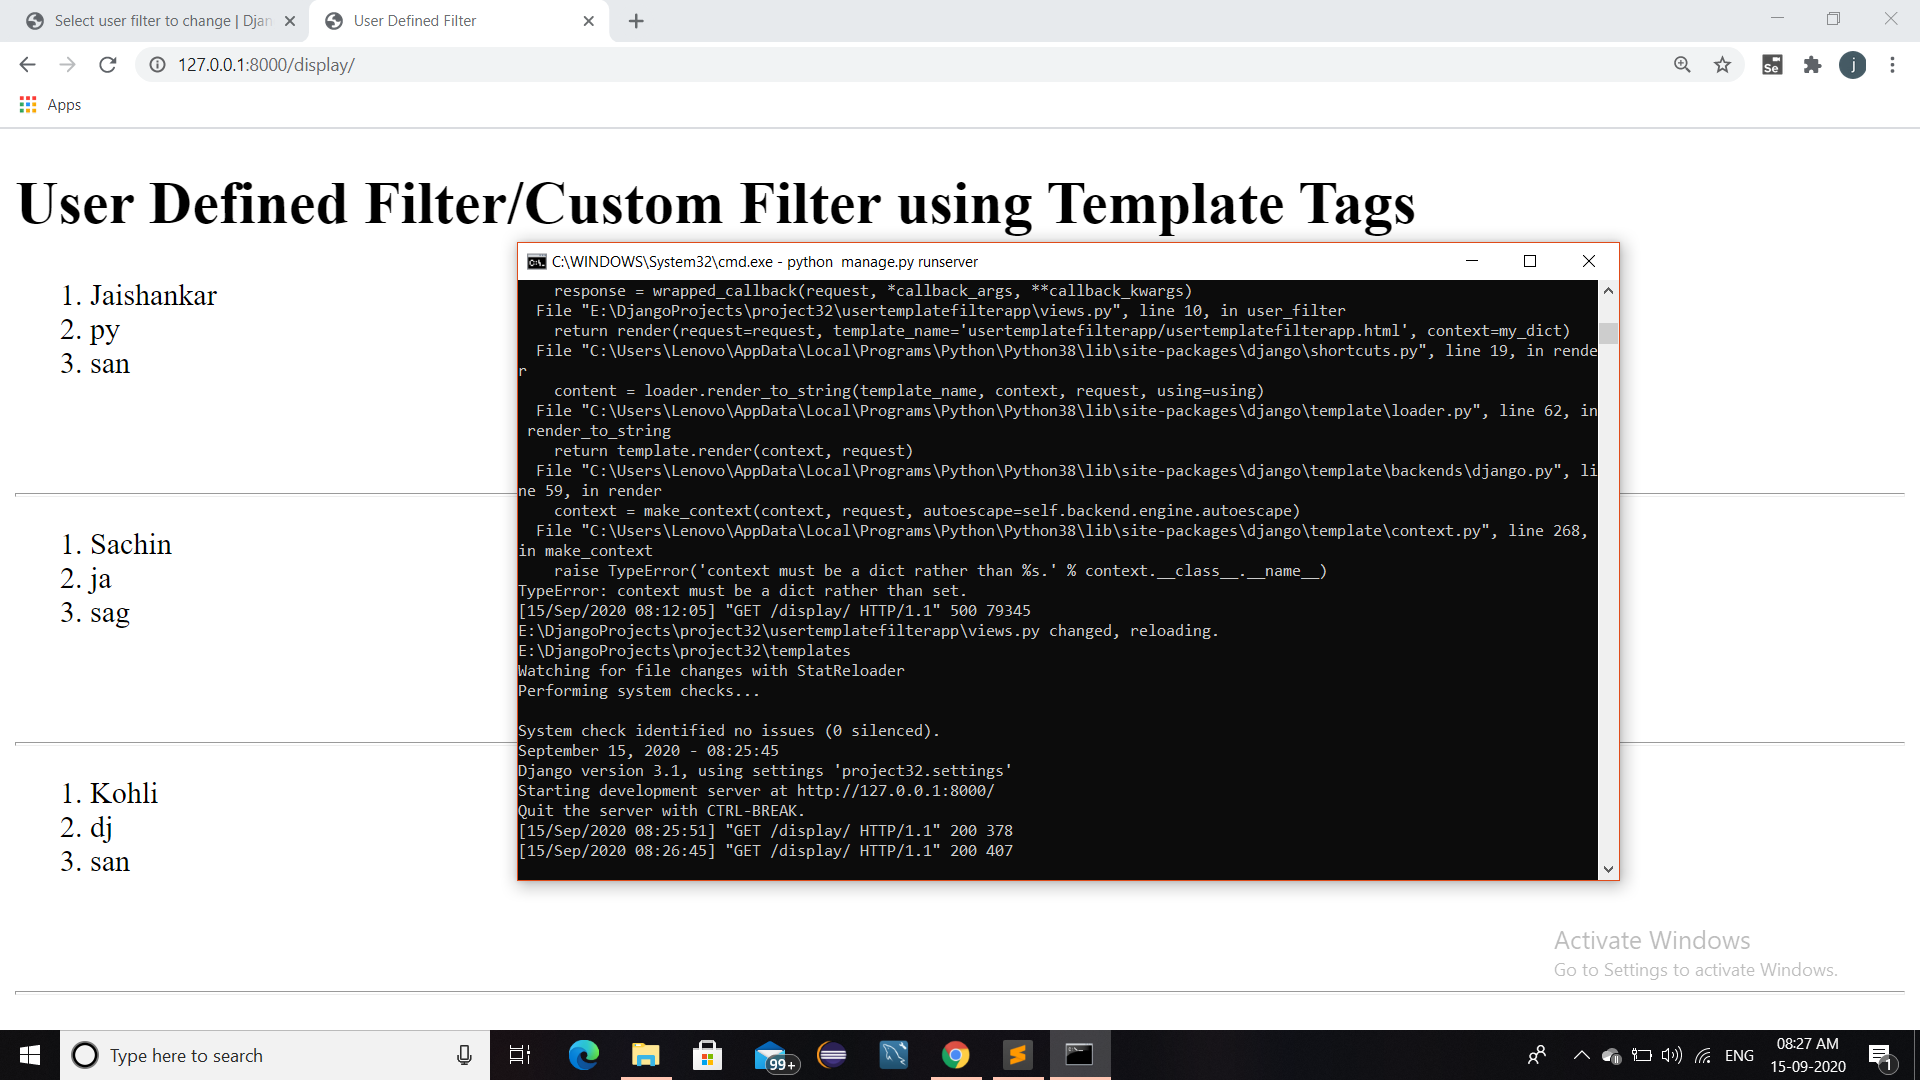 Select user filter to change | Djan
User Defined Filter
127.0.0.1:8000/display/
Se
j
Apps
User Defined Filter/Custom Filter using Template Tags
1. Jaishankar
2. py
3. san
1. Sachin
2. ja
3. sag
1. Kohli
2. dj
3. san
C:\WINDOWS\System32\cmd.exe - python  manage.py runserver
    response = wrapped_callback(request, *callback_args, **callback_kwargs)
  File "E:\DjangoProjects\project32\usertemplatefilterapp\views.py", line 10, in user_filter
    return render(request=request, template_name='usertemplatefilterapp/usertemplatefilterapp.html', context=my_dict)
  File "C:\Users\Lenovo\AppData\Local\Programs\Python\Python38\lib\site-packages\django\shortcuts.py", line 19, in rende
r
    content = loader.render_to_string(template_name, context, request, using=using)
  File "C:\Users\Lenovo\AppData\Local\Programs\Python\Python38\lib\site-packages\django\template\loader.py", line 62, in
 render_to_string
    return template.render(context, request)
  File "C:\Users\Lenovo\AppData\Local\Programs\Python\Python38\lib\site-packages\django\template\backends\django.py", li
ne 59, in render
    context = make_context(context, request, autoescape=self.backend.engine.autoescape)
  File "C:\Users\Lenovo\AppData\Local\Programs\Python\Python38\lib\site-packages\django\template\context.py", line 268,
in make_context
    raise TypeError('context must be a dict rather than %s.' % context.__class__.__name__)
TypeError: context must be a dict rather than set.
[15/Sep/2020 08:12:05] "GET /display/ HTTP/1.1" 500 79345
E:\DjangoProjects\project32\usertemplatefilterapp\views.py changed, reloading.
E:\DjangoProjects\project32\templates
Watching for file changes with StatReloader
Performing system checks...
System check identified no issues (0 silenced).
September 15, 2020 - 08:25:45
Django version 3.1, using settings 'project32.settings'
Starting development server at http://127.0.0.1:8000/
Quit the server with CTRL-BREAK.
[15/Sep/2020 08:25:51] "GET /display/ HTTP/1.1" 200 378
[15/Sep/2020 08:26:45] "GET /display/ HTTP/1.1" 200 407
Activate Windows
Go to Settings to activate Windows.
Type here to search
99+
ENG
08:27 AM
15-09-2020
1